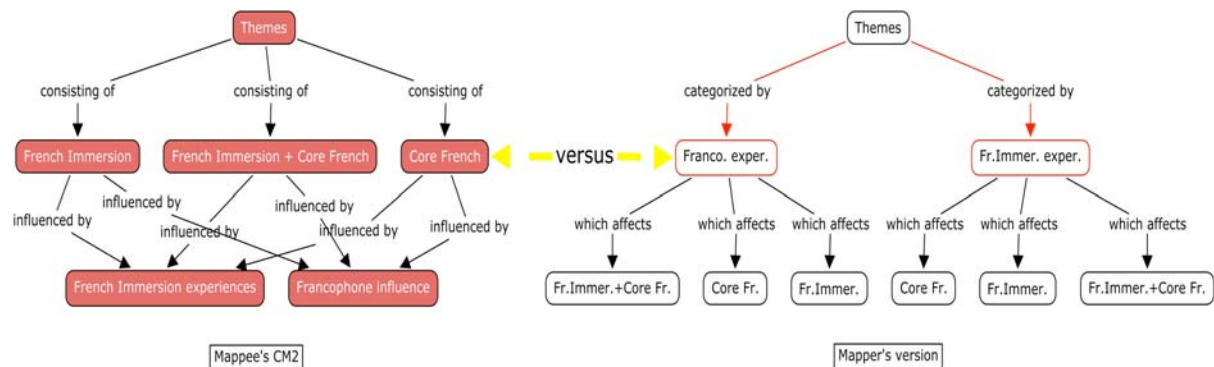 Themes
consisting of
consisting of
consisting of
French Immersion
French Immersion + Core French
Core French
influenced by
influenced by
influenced by
influenced by
influenced by
influenced by
French Immersion experiences
Francophone influence
Mappee's CM2
versus
Themes
categorized by
categorized by
Franco. exper.
Fr.Immer. exper.
which affects
which affects
which affects
which affects
which affects
which affects
Fr.Immer.+Core Fr.
Core Fr.
Fr.Immer.
Core Fr.
Fr.Immer.
Fr.Immer.+Core Fr.
Mapper's version